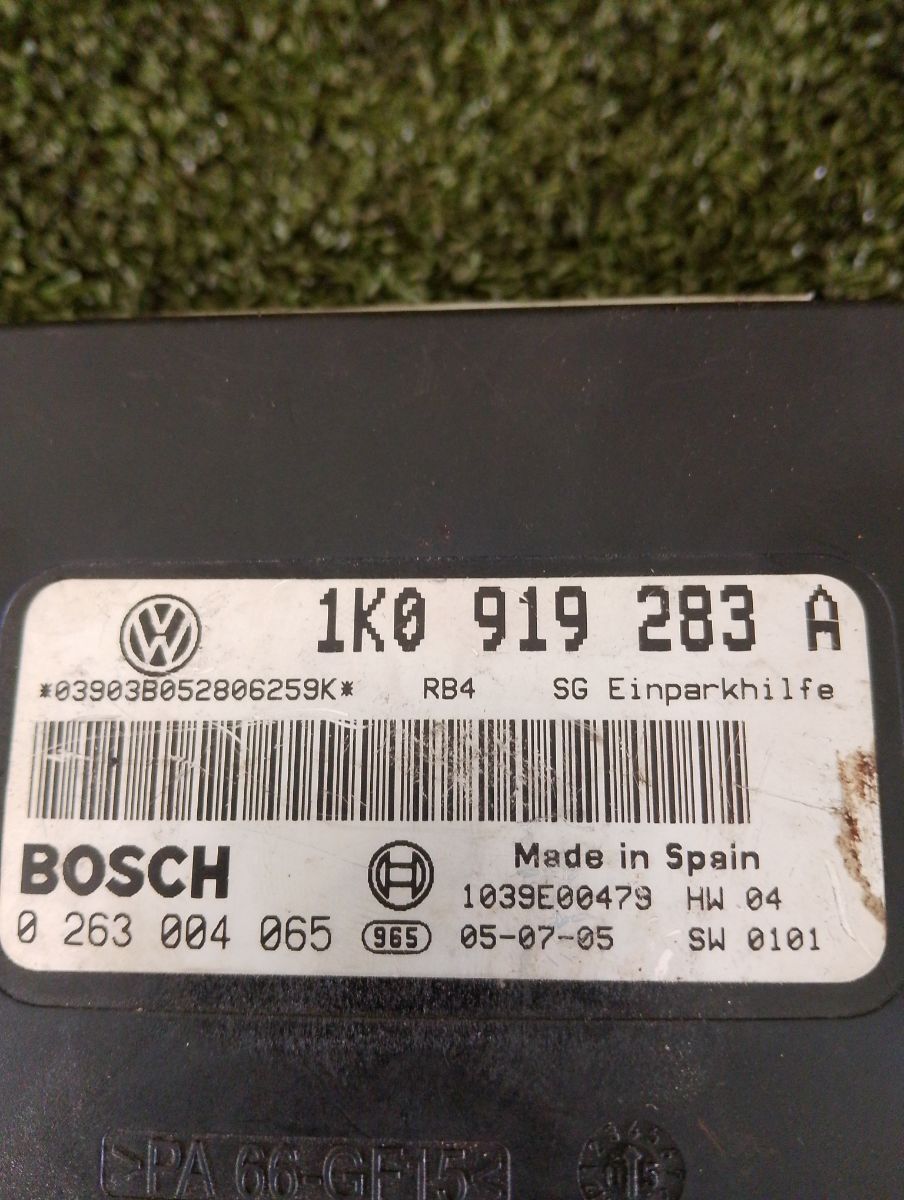 1K0 919 283 A
*03903B052806259K* RB4 SG Einparkhilfe
BOSCH
Made in Spain
1039E00479 HW 04
0 263 004 065 965 05-07-05 SW 0101
>PA 66-GF15<